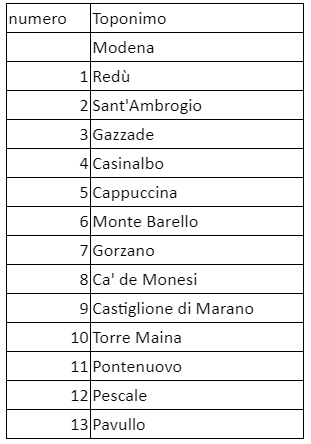 numero Toponimo
Modena
1 Redù
2 Sant'Ambrogio
3 Gazzade
4 Casinalbo
5 Cappuccina
6 Monte Barello
7 Gorzano
8 Ca' de Monesi
9 Castiglione di Marano
10 Torre Maina
11 Pontenuovo
12 Pescale
13 Pavullo